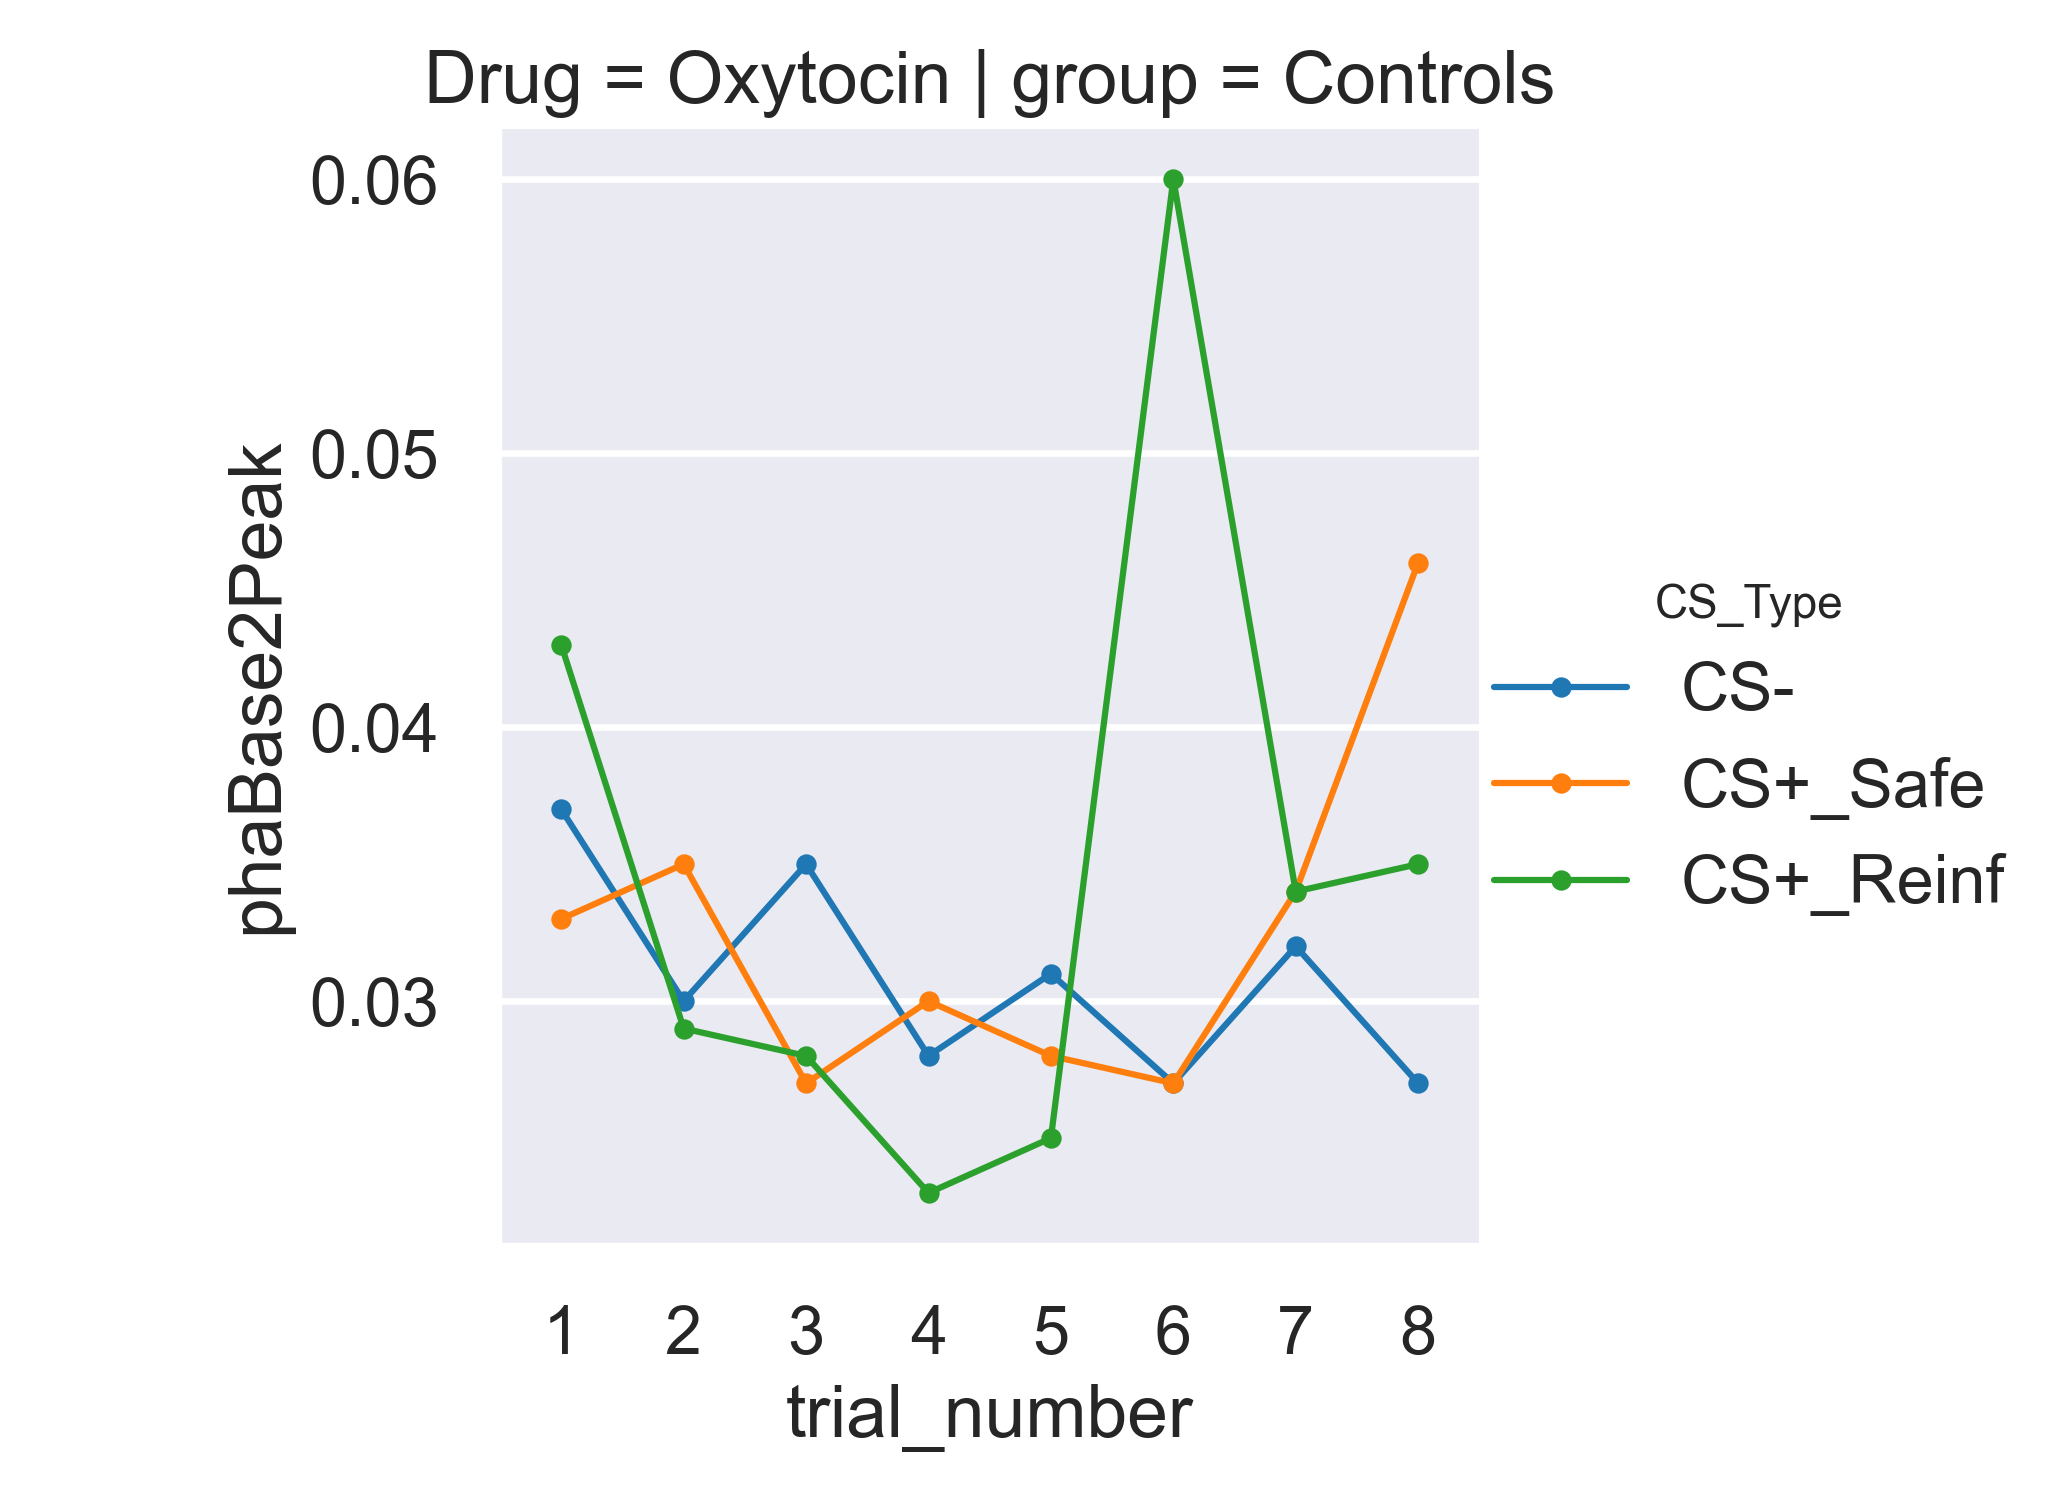 Drug = Oxytocin | group = Controls
0.06
0.05
0.04
0.03
phaBase2Peak
1 2 3 4 5 6 7 8
trial_number
CS_Type
CS-
CS+_Safe
CS+_Reinf